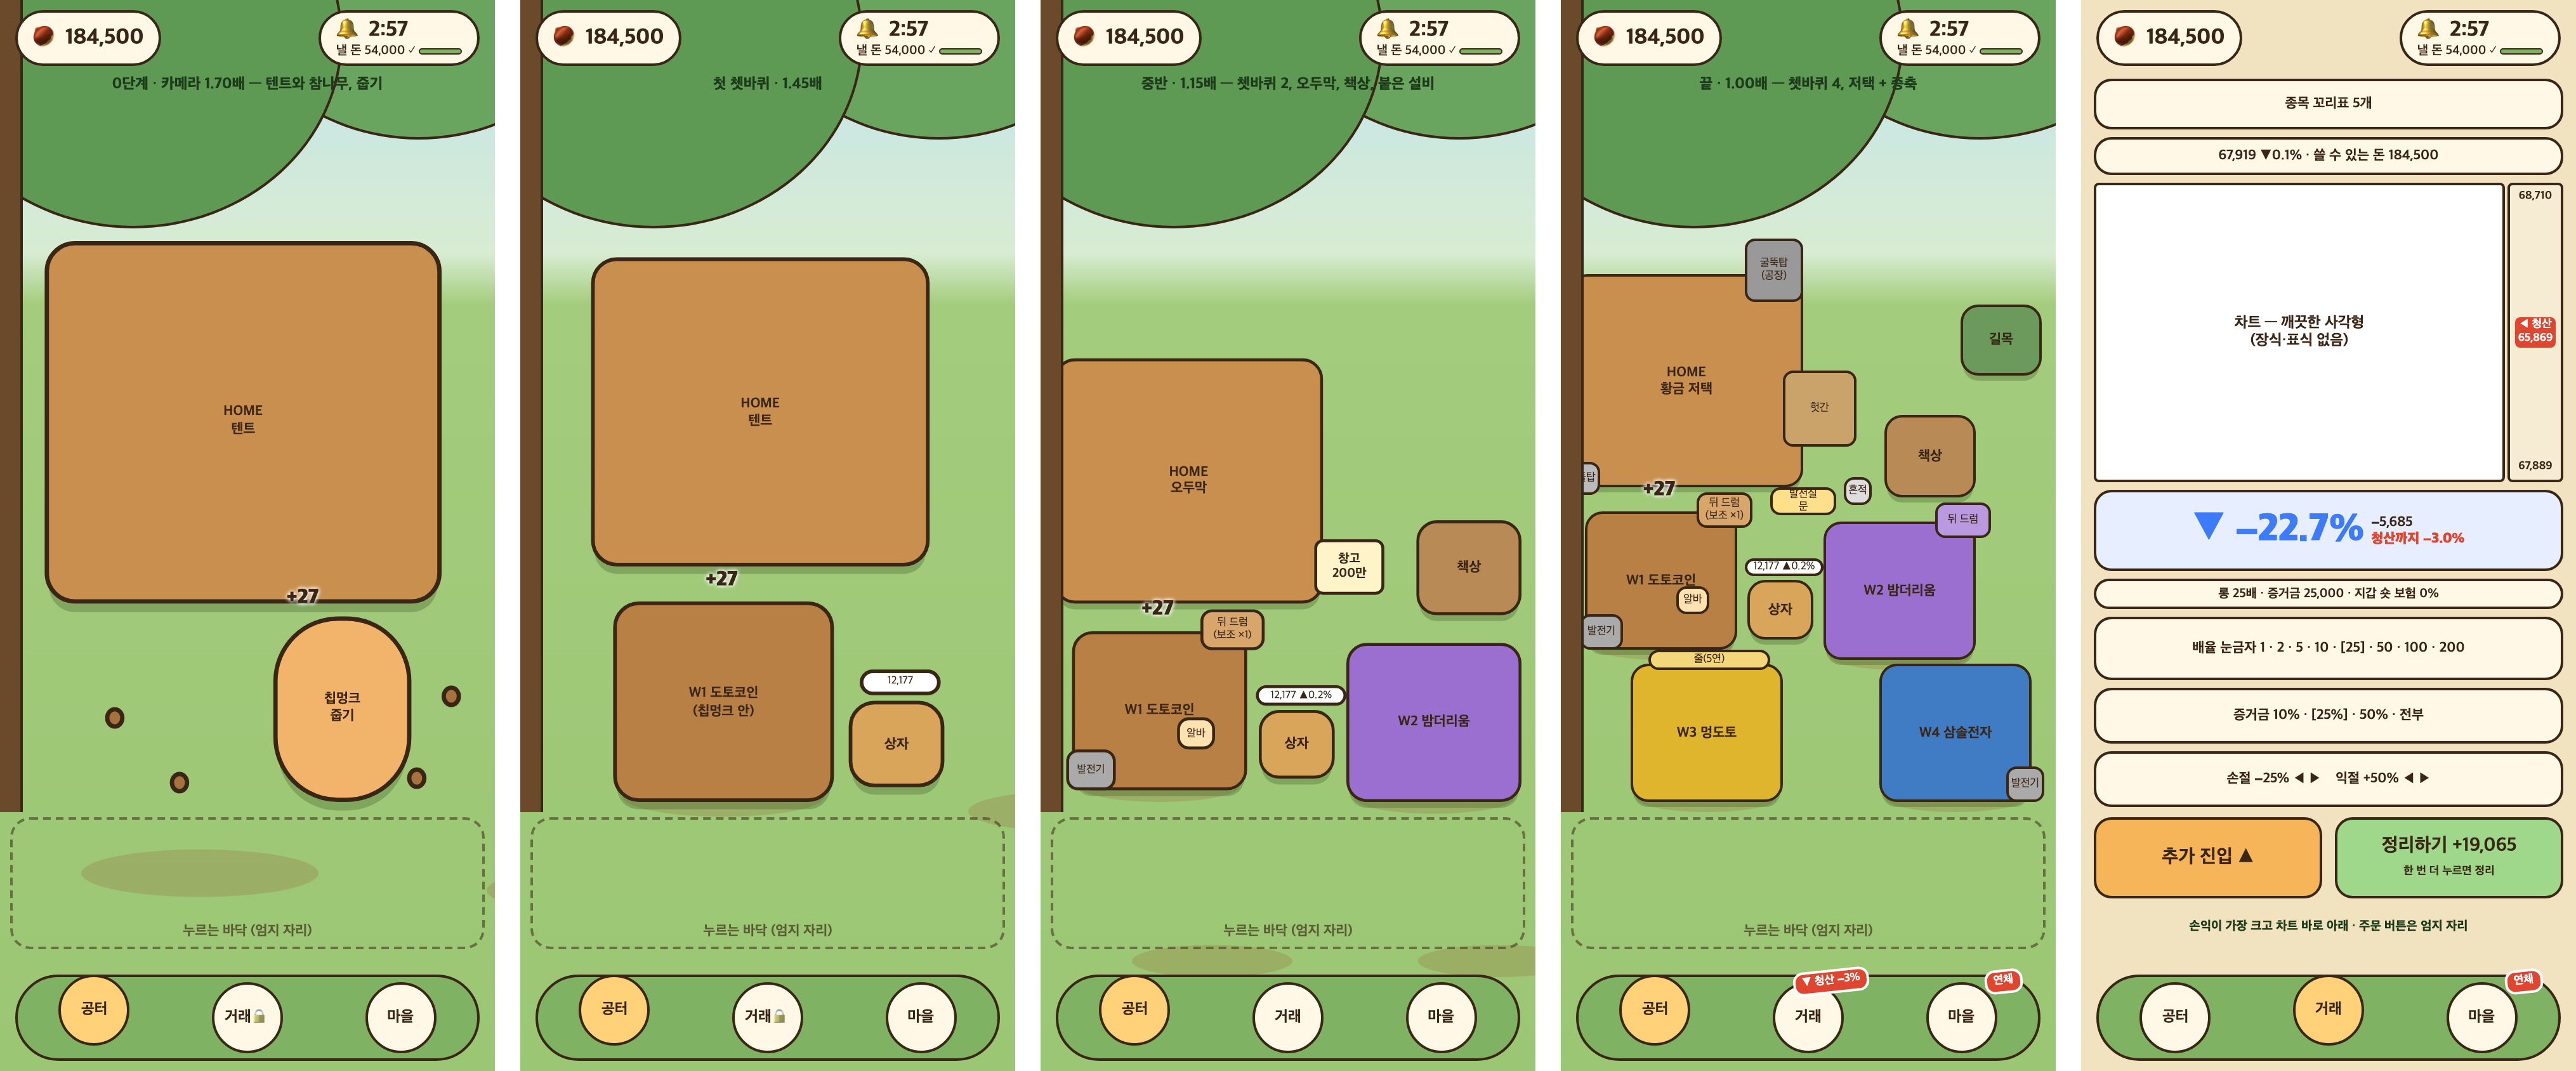 184,500
2:57
낼 돈 54,000 ✓
0단계 · 카메라 1.70배 — 텐트와 참나무, 줍기
HOME
텐트
+27
칩멍크
줍기
누르는 바닥 (엄지 자리)
공터
거래🔒
마을
184,500
2:57
낼 돈 54,000 ✓
첫 쳇바퀴 · 1.45배
HOME
텐트
+27
W1 도토코인
(칩멍크 안)
12,177
상자
누르는 바닥 (엄지 자리)
공터
거래🔒
마을
184,500
2:57
낼 돈 54,000 ✓
중반 · 1.15배 — 쳇바퀴 2, 오두막, 책상, 붙은 설비
HOME
오두막
창고
200만
책상
+27
뒤 드럼
(보조 ×1)
W1 도토코인
알바
발전기
12,177 ▲0.2%
상자
W2 밤더리움
누르는 바닥 (엄지 자리)
공터
거래
마을
184,500
2:57
낼 돈 54,000 ✓
끝 · 1.00배 — 쳇바퀴 4, 저택 + 증축
굴뚝탑
(공장)
길목
HOME
황금 저택
헛간
책상
탑
+27
뒤 드럼
(보조 ×1)
발전실
문
흔적
뒤 드럼
W1 도토코인
알바
발전기
12,177 ▲0.2%
상자
W2 밤더리움
줄(5연)
W3 멍도토
W4 삼솔전자
발전기
누르는 바닥 (엄지 자리)
▼ 청산 −3%
연체
공터
거래
마을
184,500
2:57
낼 돈 54,000 ✓
종목 꼬리표 5개
67,919 ▼0.1% · 쓸 수 있는 돈 184,500
차트 — 깨끗한 사각형
(장식·표식 없음)
68,710
◀ 청산
65,869
67,889
▼ −22.7%
−5,685
청산까지 −3.0%
롱 25배 · 증거금 25,000 · 지갑 숏 보험 0%
배율 눈금자 1 · 2 · 5 · 10 · [25] · 50 · 100 · 200
증거금 10% · [25%] · 50% · 전부
손절 −25% ◀ ▶ 익절 +50% ◀ ▶
추가 진입 ▲
정리하기 +19,065
한 번 더 누르면 정리
손익이 가장 크고 차트 바로 아래 · 주문 버튼은 엄지 자리
연체
공터
거래
마을